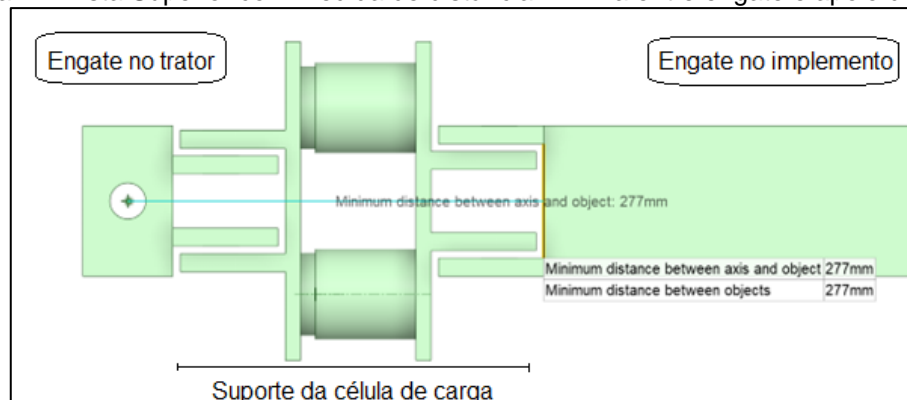 Engate no trator
Engate no implemento
Minimum distance between axis and object: 277mm
Minimum distance between axis and object 277mm
Minimum distance between objects 277mm
Suporte da célula de carga